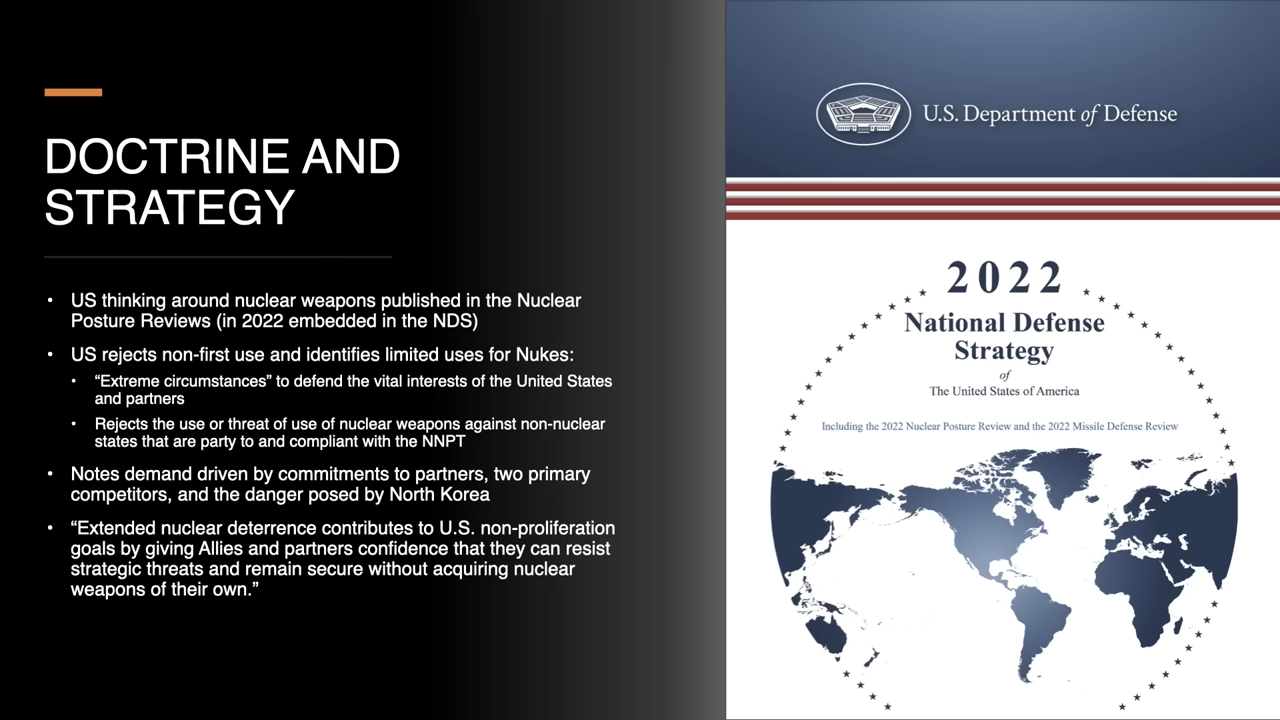 DOCTRINE AND
STRATEGY
• US thinking around nuclear weapons published in the Nuclear
Posture Reviews (in 2022 embedded in the NDS)
• US rejects non-first use and identifies limited uses for Nukes:
• “Extreme circumstances” to defend the vital interests of the United States
and partners
• Rejects the use or threat of use of nuclear weapons against non-nuclear
states that are party to and compliant with the NNPT
• Notes demand driven by commitments to partners, two primary
competitors, and the danger posed by North Korea
• “Extended nuclear deterrence contributes to U.S. non-proliferation
goals by giving Allies and partners confidence that they can resist
strategic threats and remain secure without acquiring nuclear
weapons of their own.”
U.S. Department of Defense
2022
National Defense
Strategy
of
The United States of America
Including the 2022 Nuclear Posture Review and the 2022 Missile Defense Review